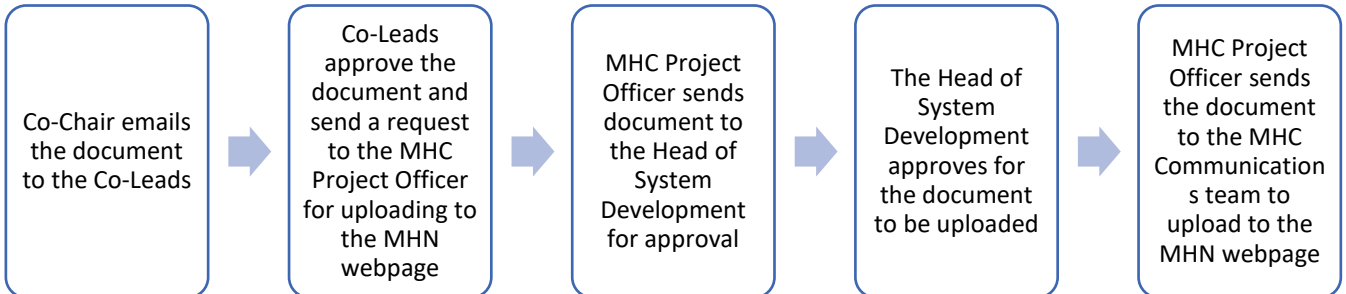 Co-Chair emails
the document
to the Co-Leads
Co-Leads
approve the
document and
send a request
to the MHC
Project Officer
for uploading to
the MHN
webpage
MHC Project
Officer sends
document to
the Head of
System
Development
for approval
The Head of
System
Development
approves for
the document
to be uploaded
MHC Project
Officer sends
the document
to the MHC
Communication
s team to
upload to the
MHN webpage